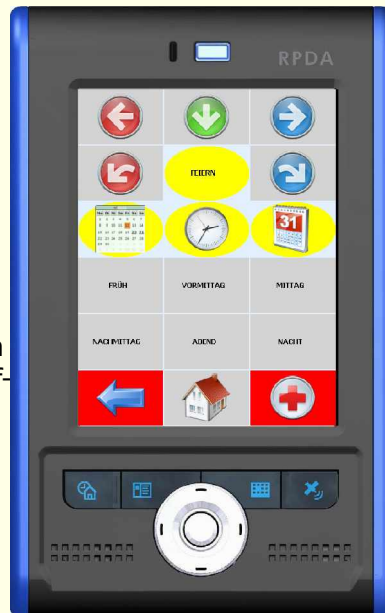 RPDA
FEIERN
31
FRÜH VORMITTAG MITTAG
NACHMITTAG ABEND NACHT